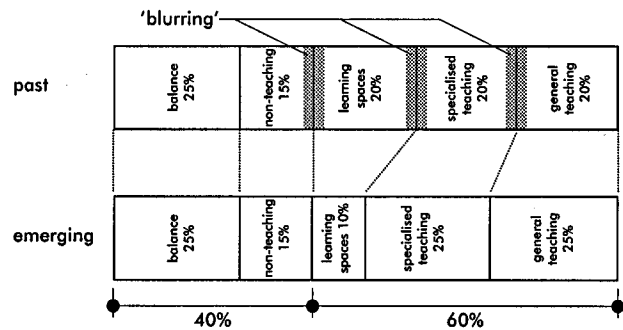 'blurring'
past
balance
25%
non-teaching
15%
learning
spaces
20%
specialised
teaching
20%
general
teaching
20%
emerging
balance
25%
non-teaching
15%
learning
spaces 10%
specialised
teaching
25%
general
teaching
25%
40%
60%